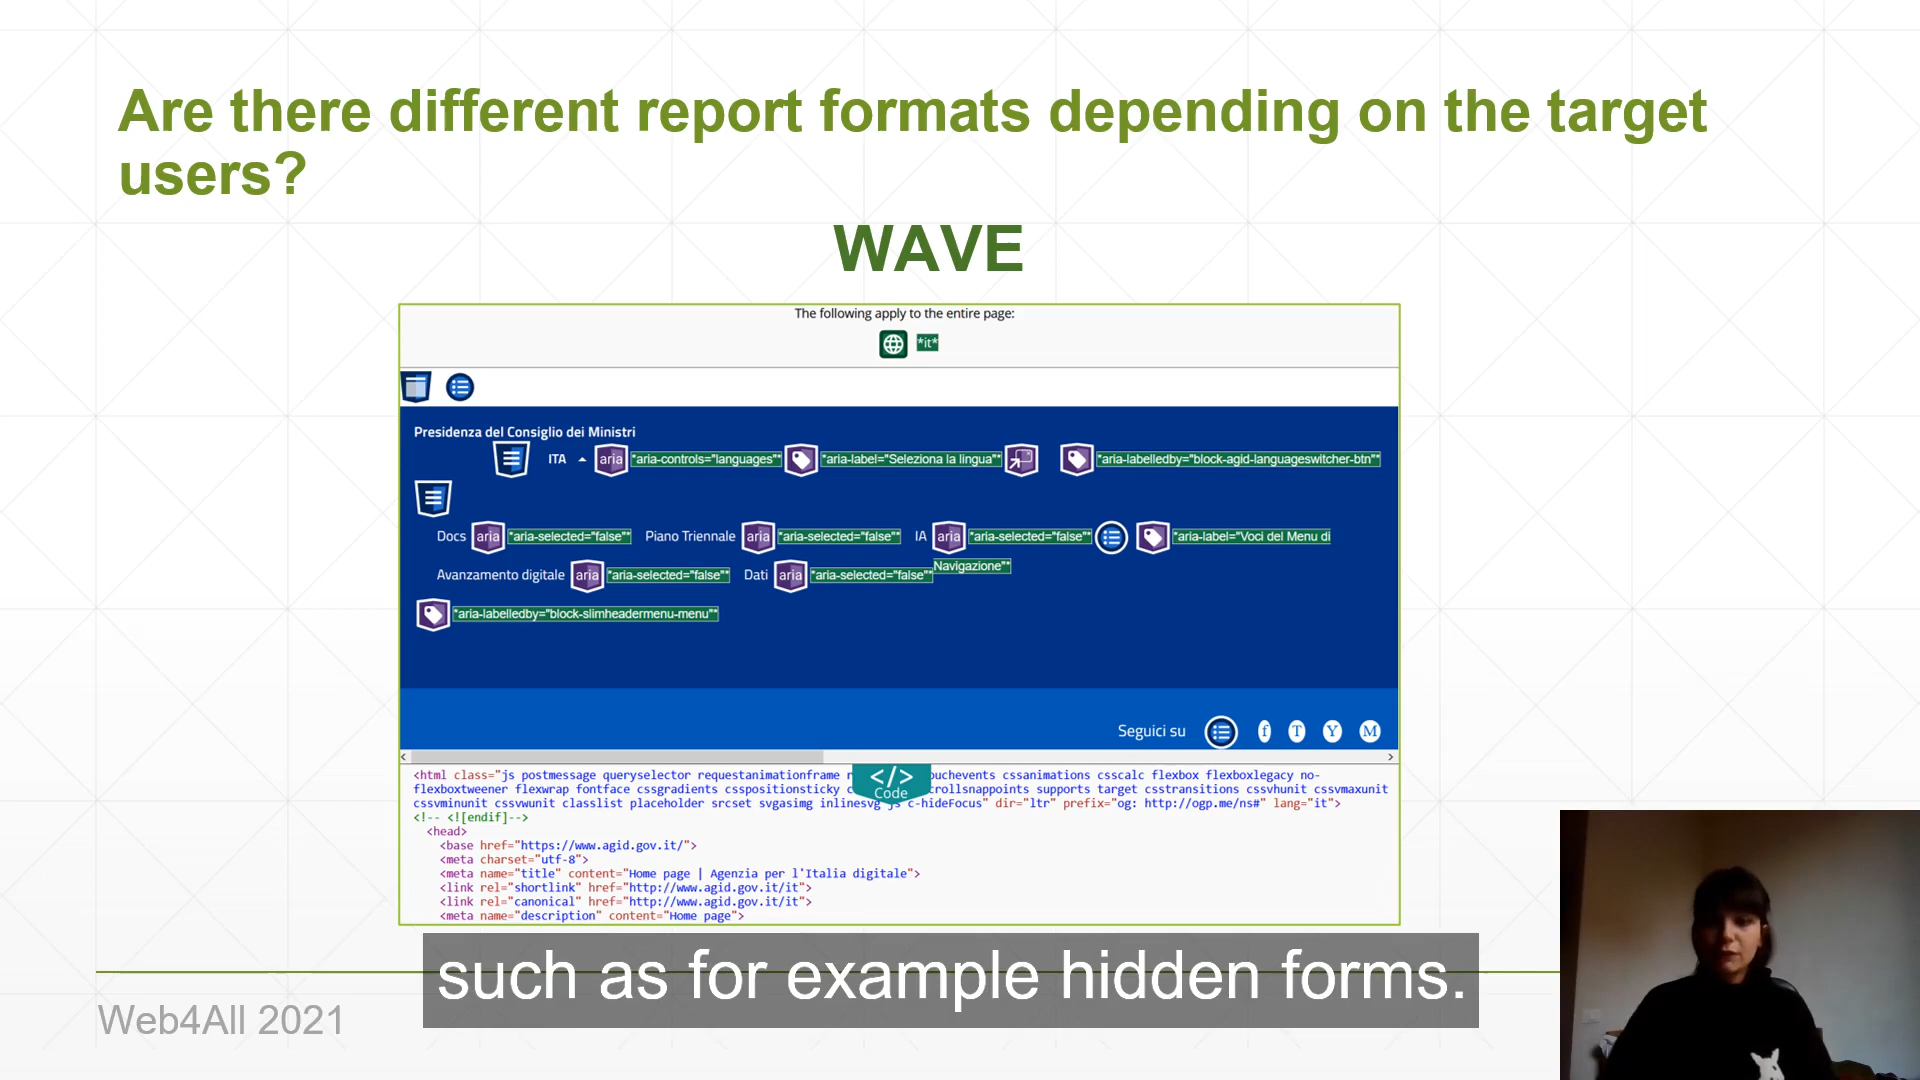 Are there different report formats depending on the target
users?
WAVE
The following apply to the entire page:
*it*
Presidenza del Consiglio dei Ministri
ITA aria *aria-controls="languages"* *aria-label="Seleziona la lingua"* *aria-labelledby="block-agid-languageswitcher-btn"*
Docs aria *aria-selected="false"* Piano Triennale aria *aria-selected="false"* IA aria *aria-selected="false"* *aria-label="Voci del Menu di
Navigazione"*
Avanzamento digitale aria *aria-selected="false"* Dati aria *aria-selected="false"*
*aria-labelledby="block-slimheadermenu-menu"*
Seguici su f T Y M
</> Code
<html class="js postmessage queryselector requestanimationframe r ouchevents cssanimations csscalc flexbox flexboxlegacy no-
flexboxtweener flexwrap fontface cssgradients csspositionsticky c crollsnappoints supports target csstransitions cssvhunit cssvmaxunit
cssvminunit cssvwunit classlist placeholder srcset svgasimg inlinesvg js c-hideFocus" dir="ltr" prefix="og: http://ogp.me/ns#" lang="it">
<!-- <![endif]-->
<head>
<base href="https://www.agid.gov.it/">
<meta charset="utf-8">
<meta name="title" content="Home page | Agenzia per l'Italia digitale">
<link rel="shortlink" href="http://www.agid.gov.it/it">
<link rel="canonical" href="http://www.agid.gov.it/it">
<meta name="description" content="Home page">
such as for example hidden forms.
Web4All 2021